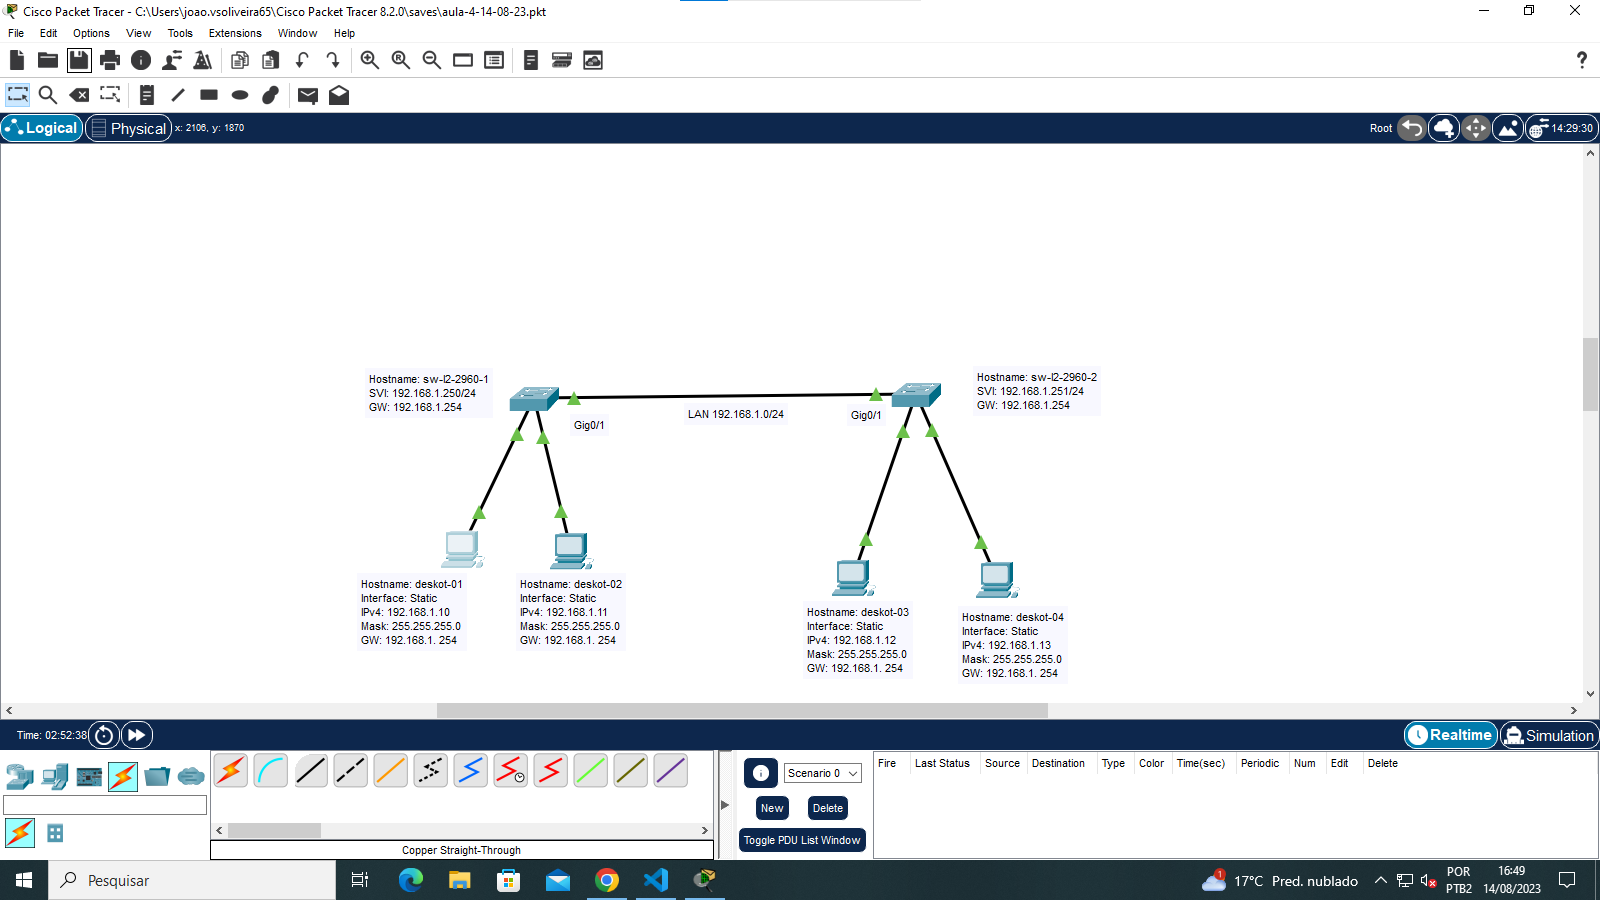 Cisco Packet Tracer - C:\Users\joao.vsoliveira65\Cisco Packet Tracer 8.2.0\saves\aula-4-14-08-23.pkt
File Edit Options View Tools Extensions Window Help
Logical Physical x: 2106, y: 1870 Root 14:29:30
Hostname: sw-l2-2960-1
SVI: 192.168.1.250/24
GW: 192.168.1.254
Hostname: sw-l2-2960-2
SVI: 192.168.1.251/24
GW: 192.168.1.254
Gig0/1
LAN 192.168.1.0/24
Gig0/1
Hostname: deskot-01
Interface: Static
IPv4: 192.168.1.10
Mask: 255.255.255.0
GW: 192.168.1. 254
Hostname: deskot-02
Interface: Static
IPv4: 192.168.1.11
Mask: 255.255.255.0
GW: 192.168.1. 254
Hostname: deskot-03
Interface: Static
IPv4: 192.168.1.12
Mask: 255.255.255.0
GW: 192.168.1. 254
Hostname: deskot-04
Interface: Static
IPv4: 192.168.1.13
Mask: 255.255.255.0
GW: 192.168.1. 254
Time: 02:52:38 Realtime Simulation
Scenario 0
New Delete
Toggle PDU List Window
Fire Last Status Source Destination Type Color Time(sec) Periodic Num Edit Delete
Copper Straight-Through
Pesquisar
1
17°C Pred. nublado
POR
PTB2
16:49
14/08/2023